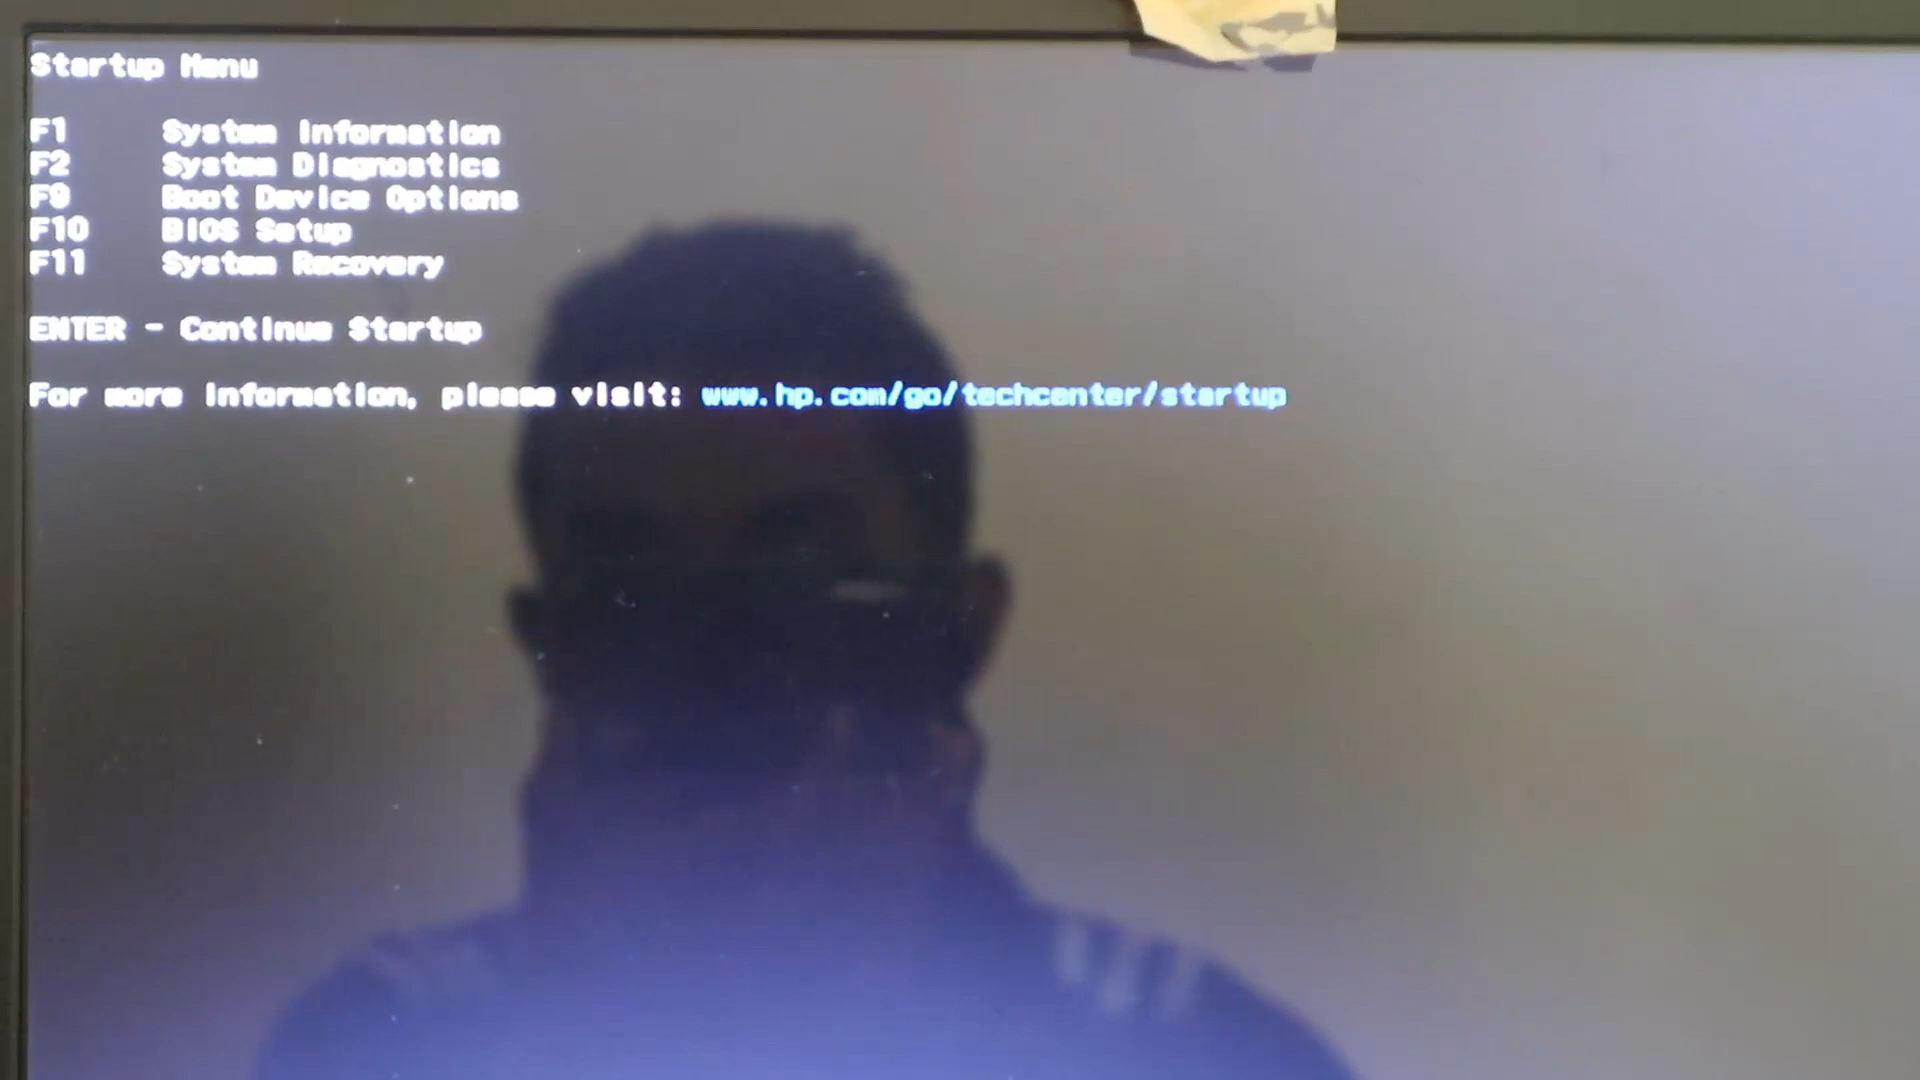 Startup Menu
F1 System Information
F2 System Diagnostics
F9 Boot Device Options
F10 BIOS Setup
F11 System Recovery
ENTER - Continue Startup
For more information, please visit: www.hp.com/go/techcenter/startup